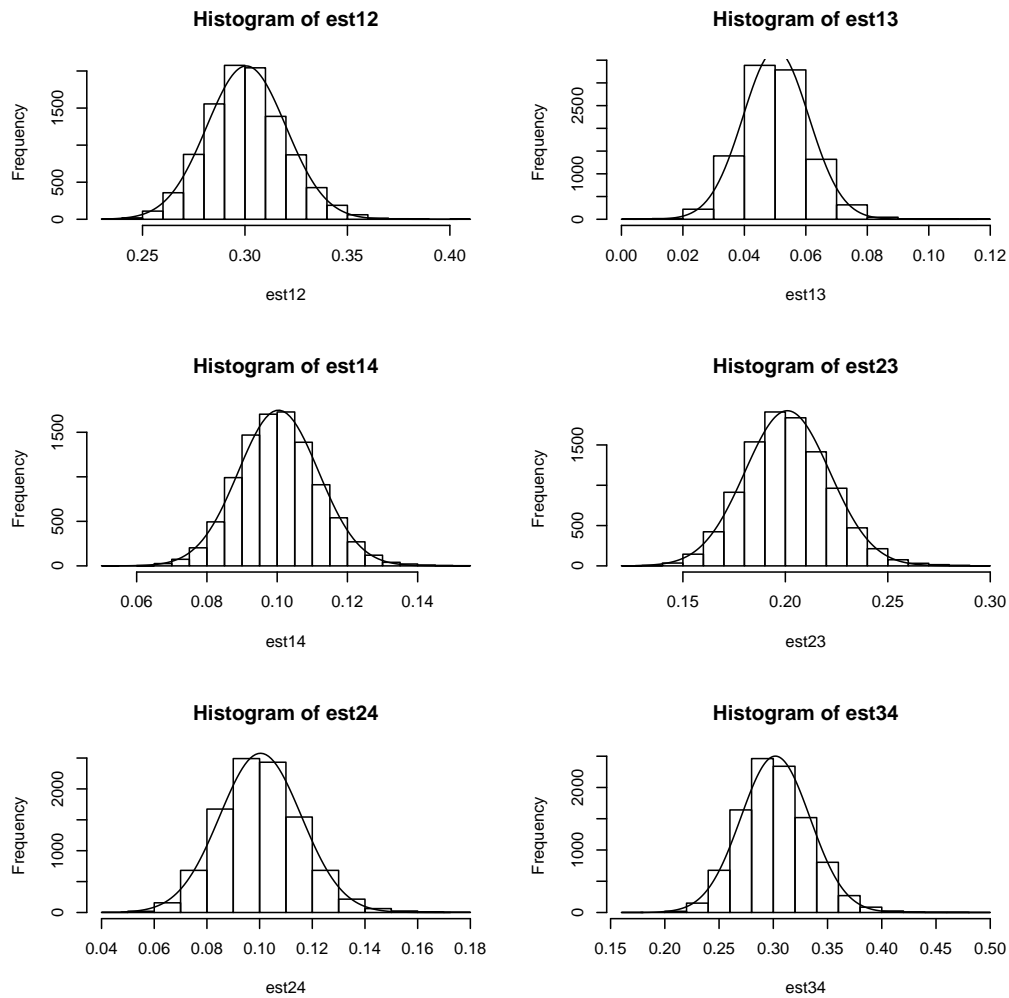 Histogram of est12
Frequency
0 500 1500
0.25 0.30 0.35 0.40
est12
Histogram of est13
Frequency
0 1000 2500
0.00 0.02 0.04 0.06 0.08 0.10 0.12
est13
Histogram of est14
Frequency
0 500 1500
0.06 0.08 0.10 0.12 0.14
est14
Histogram of est23
Frequency
0 500 1500
0.15 0.20 0.25 0.30
est23
Histogram of est24
Frequency
0 1000 2000
0.04 0.06 0.08 0.10 0.12 0.14 0.16 0.18
est24
Histogram of est34
Frequency
0 1000 2000
0.15 0.20 0.25 0.30 0.35 0.40 0.45 0.50
est34